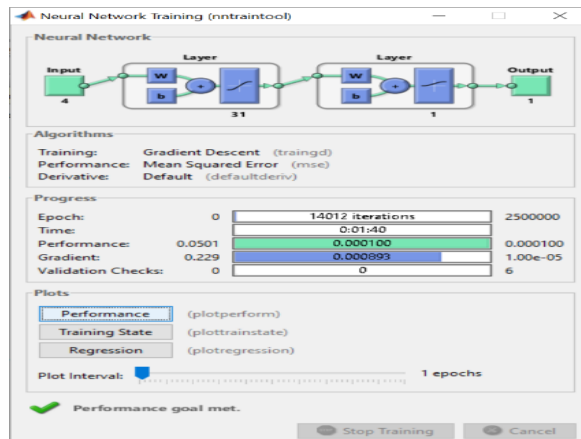 Neural Network Training (nntraintool)
Neural Network
Layer Layer
Input Output
W W
+ +
b b
4 1
31 1
Algorithms
Training: Gradient Descent (traingd)
Performance: Mean Squared Error (mse)
Derivative: Default (defaultderiv)
Progress
Epoch: 0 14012 iterations 2500000
Time: 0:01:40
Performance: 0.0501 0.000100 0.000100
Gradient: 0.229 0.000893 1.00e-05
Validation Checks: 0 0 6
Plots
Performance (plotperform)
Training State (plottrainstate)
Regression (plotregression)
Plot Interval: 1 epochs
Performance goal met.
Stop Training Cancel